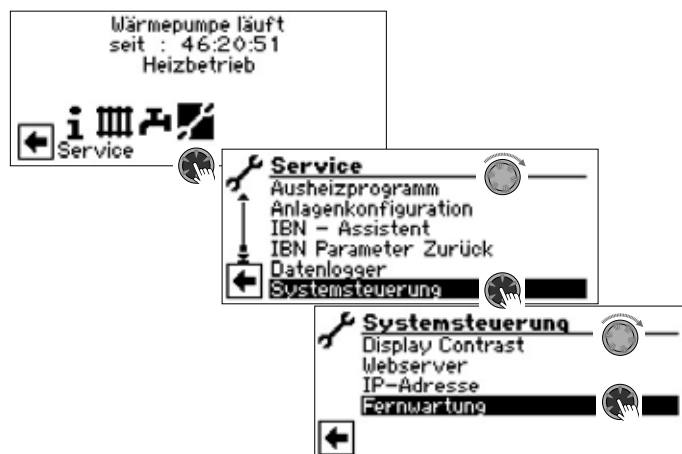 Wärmepumpe läuft
seit : 46:20:51
Heizbetrieb
Service
Service
Ausheizprogramm
Anlagenkonfiguration
IBN - Assistent
IBN Parameter Zurück
Datenlogger
Systemsteuerung
Systemsteuerung
Display Contrast
Webserver
IP-Adresse
Fernwartung